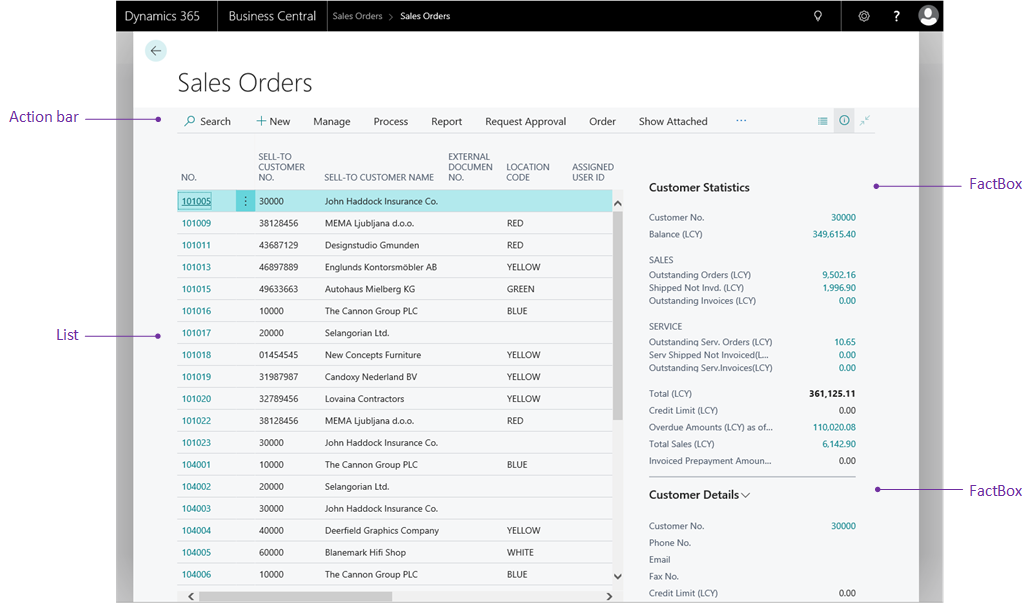 Dynamics 365 Business Central Sales Orders > Sales Orders ?
Sales Orders
Action bar
Search + New Manage Process Report Request Approval Order Show Attached ...
NO. SELL-TO CUSTOMER NO. SELL-TO CUSTOMER NAME EXTERNAL DOCUMEN NO. LOCATION CODE ASSIGNED USER ID
101005 30000 John Haddock Insurance Co.
101009 38128456 MEMA Ljubljana d.o.o. RED
101011 43687129 Designstudio Gmunden RED
101013 46897889 Englunds Kontorsmöbler AB YELLOW
101015 49633663 Autohaus Mielberg KG GREEN
101016 10000 The Cannon Group PLC BLUE
List
101017 20000 Selangorian Ltd.
101018 01454545 New Concepts Furniture YELLOW
101019 31987987 Candoxy Nederland BV YELLOW
101020 32789456 Lovaina Contractors YELLOW
101022 38128456 MEMA Ljubljana d.o.o. RED
101023 30000 John Haddock Insurance Co.
104001 10000 The Cannon Group PLC BLUE
104002 20000 Selangorian Ltd.
104003 30000 John Haddock Insurance Co.
104004 40000 Deerfield Graphics Company YELLOW
104005 60000 Blanemark Hifi Shop WHITE
104006 10000 The Cannon Group PLC BLUE
Customer Statistics
FactBox
Customer No. 30000
Balance (LCY) 349,615.40
SALES
Outstanding Orders (LCY) 9,502.16
Shipped Not Invd. (LCY) 1,996.90
Outstanding Invoices (LCY) 0.00
SERVICE
Outstanding Serv. Orders (LCY) 10.65
Serv Shipped Not Invoiced(L... 0.00
Outstanding Serv.Invoices(LCY) 0.00
Total (LCY) 361,125.11
Credit Limit (LCY) 0.00
Overdue Amounts (LCY) as of... 110,020.08
Total Sales (LCY) 6,142.90
Invoiced Prepayment Amoun... 0.00
Customer Details
FactBox
Customer No. 30000
Phone No.
Email
Fax No.
Credit Limit (LCY) 0.00